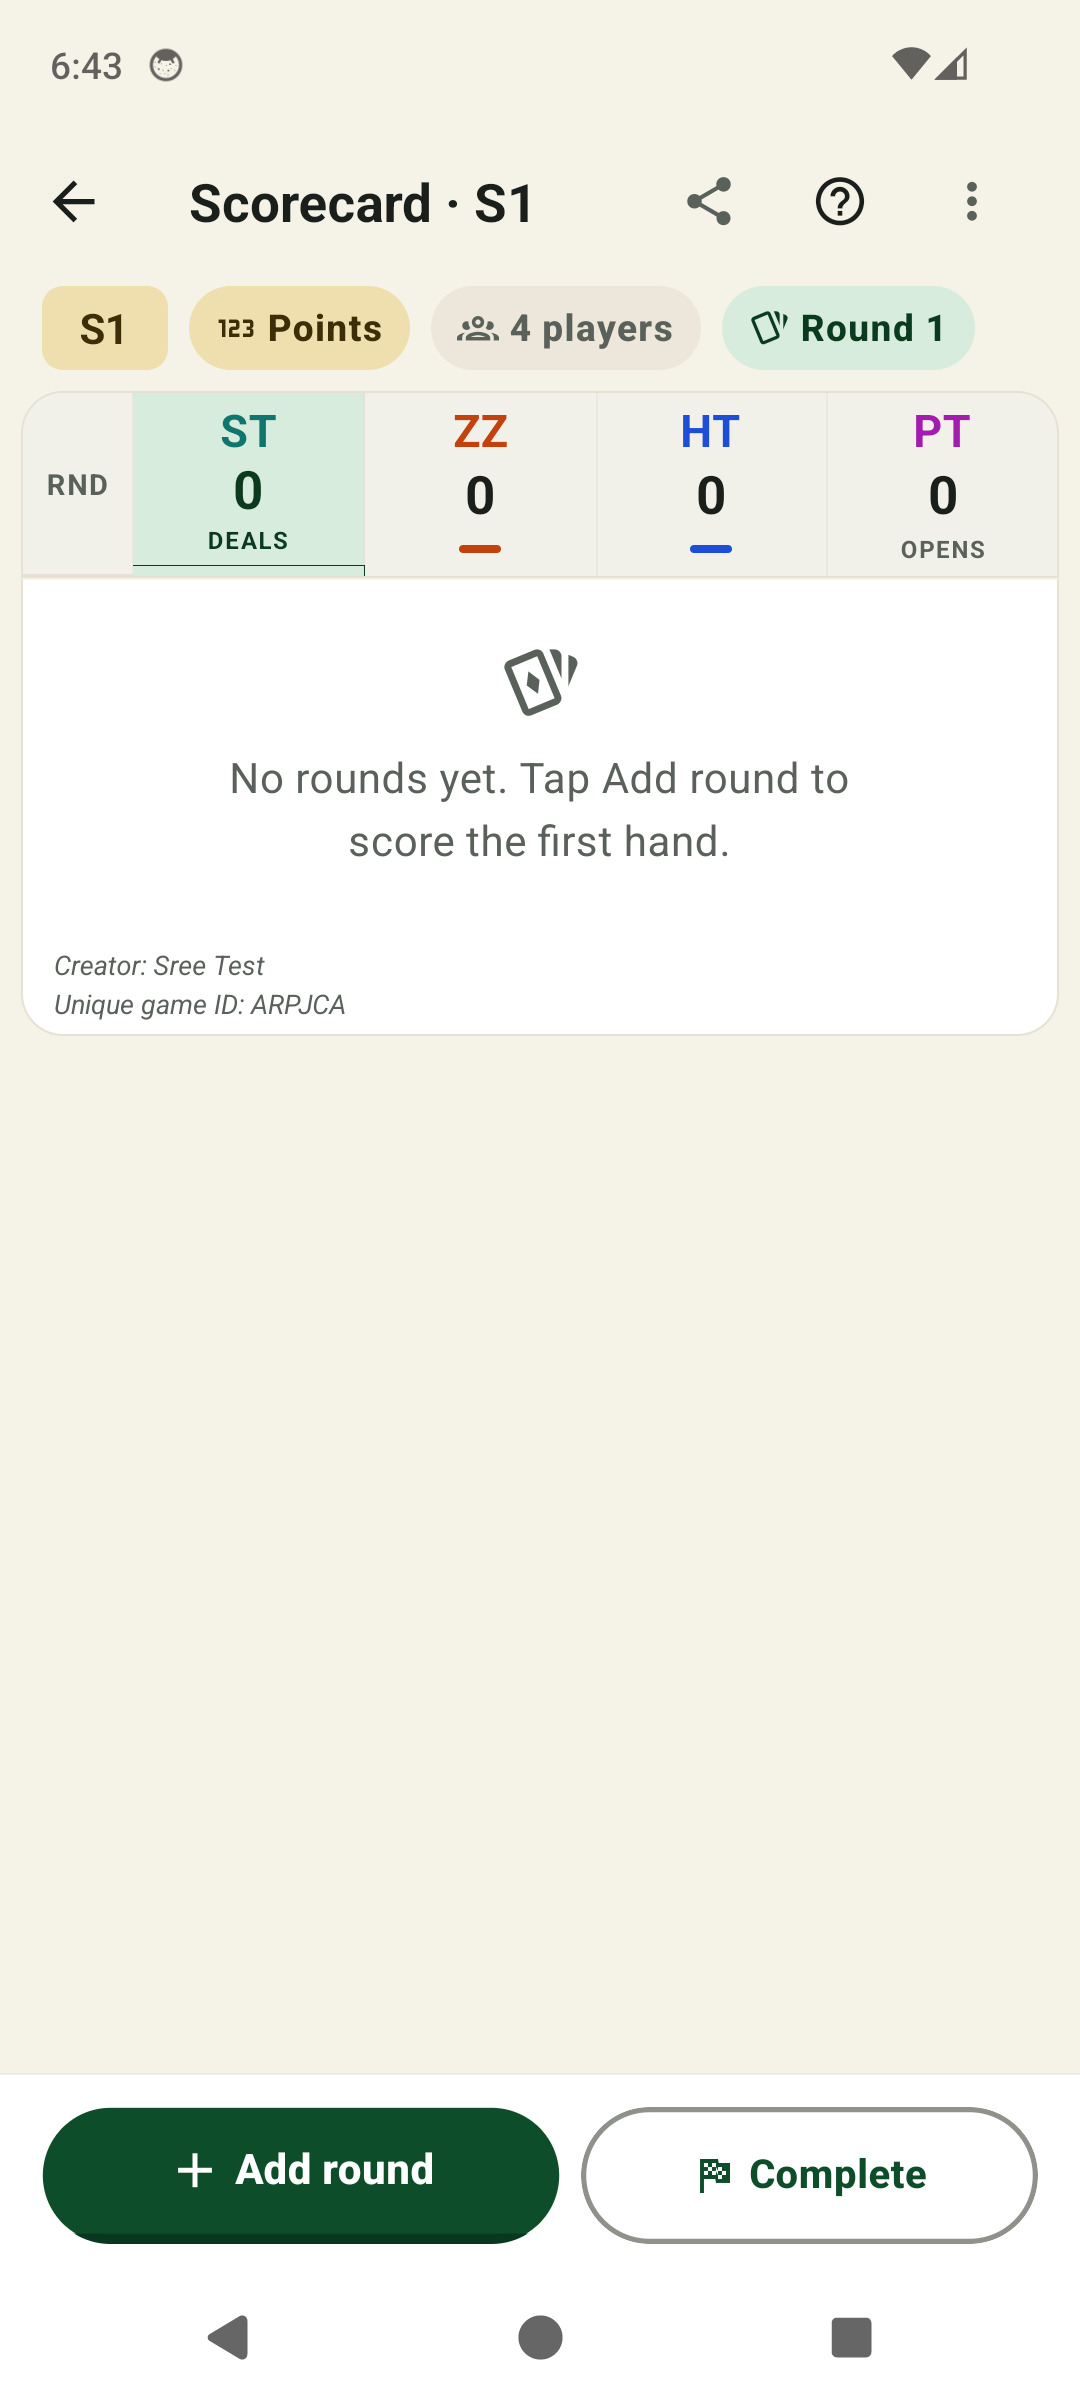 6:43
Scorecard · S1
S1
123 Points
4 players
Round 1
RND
ST
0
DEALS
ZZ
0
HT
0
PT
0
OPENS
No rounds yet. Tap Add round to
score the first hand.
Creator: Sree Test
Unique game ID: ARPJCA
Add round
Complete